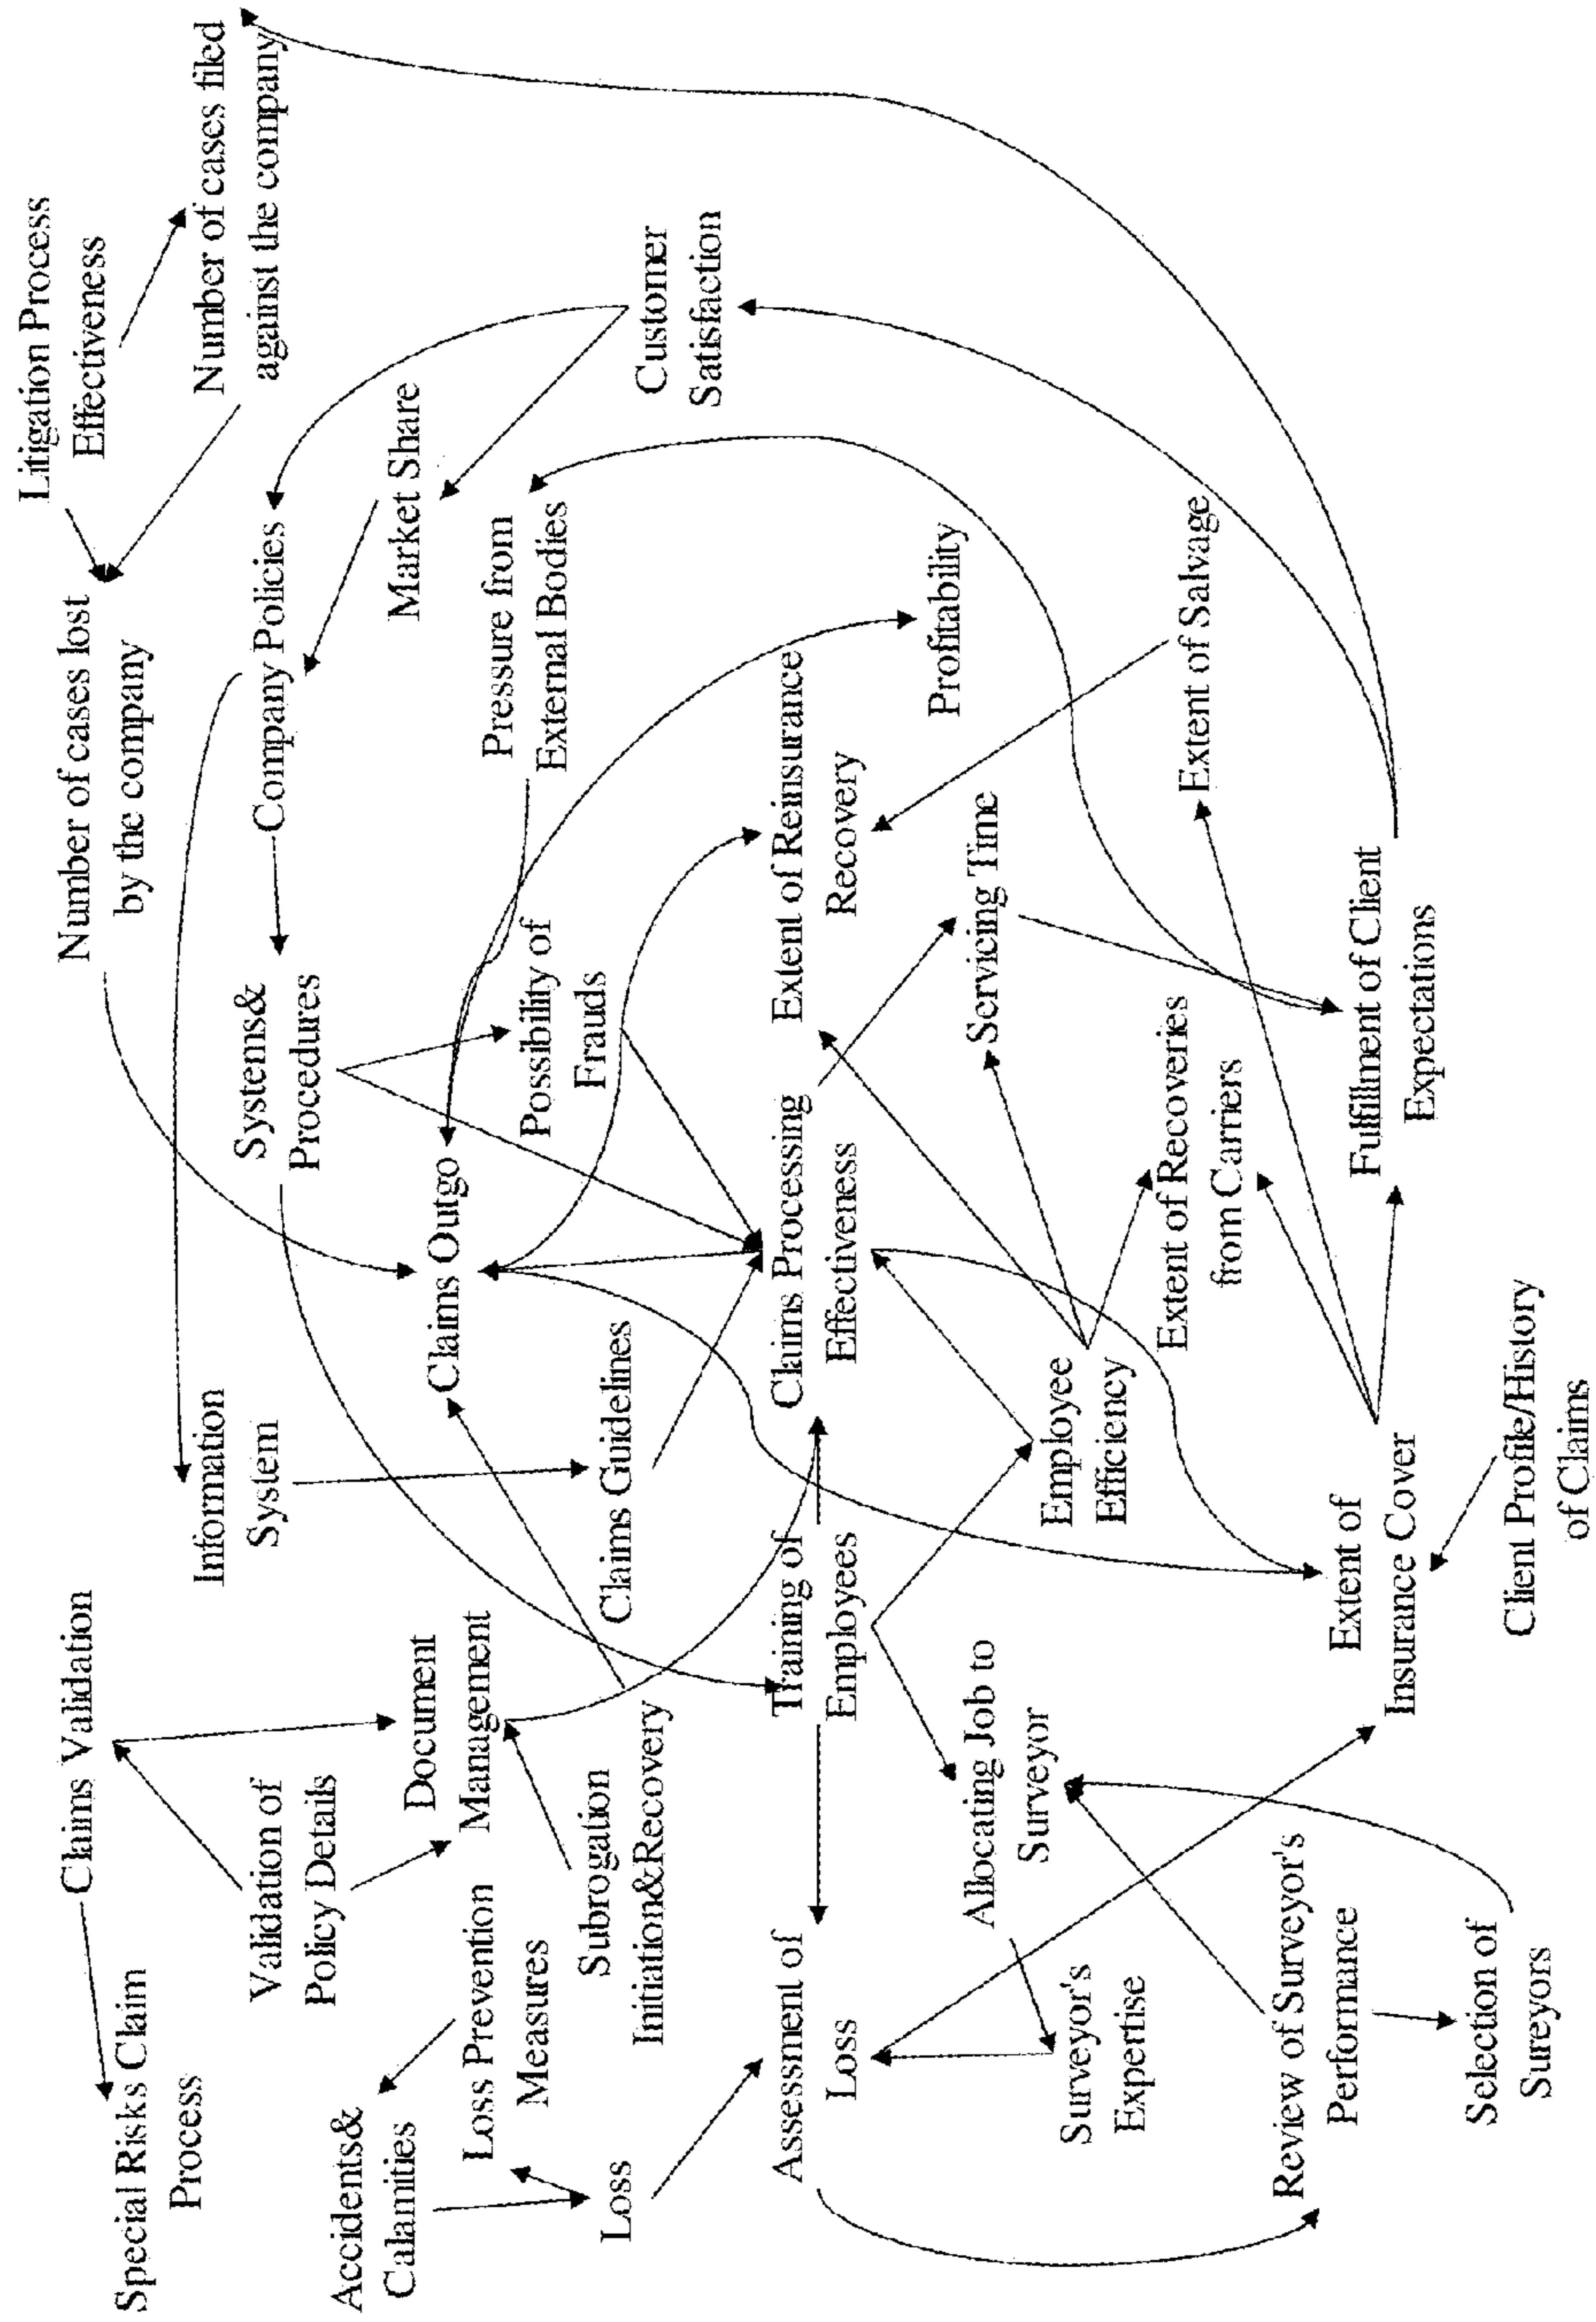 Special Risks Claim
Process
Claims Validation
Number of cases lost
by the company
Litigation Process
Effectiveness
Number of cases filed
against the company
Validation of
Policy Details
Information
System
Systems&
Procedures
Company Policies
Market Share
Accidents&
Calamities
Document
Management
Claims Outgo
Loss Prevention
Measures
Pressure from
External Bodies
Possibility of
Frauds
Subrogation
Initiation&Recovery
Claims Guidelines
Customer
Satisfaction
Loss
Assessment of
Loss
Training of
Employees
Claims Processing
Effectiveness
Extent of Reinsurance
Recovery
Profitability
Allocating Job to
Surveyor
Servicing Time
Surveyor's
Expertise
Employee
Efficiency
Extent of Recoveries
from Carriers
Extent of Salvage
Review of Surveyor's
Performance
Extent of
Insurance Cover
Fulfillment of Client
Expectations
Selection of
Sureyors
Client Profile/History
of Claims